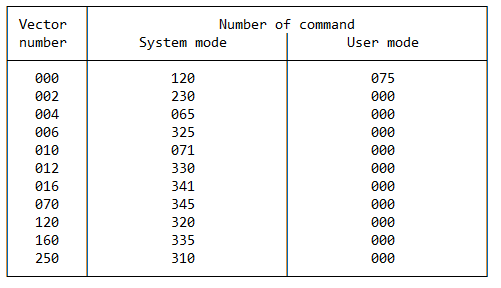 Vector Number of command
number System mode User mode
000 120 075
002 230 000
004 065 000
006 325 000
010 071 000
012 330 000
016 341 000
070 345 000
120 320 000
160 335 000
250 310 000